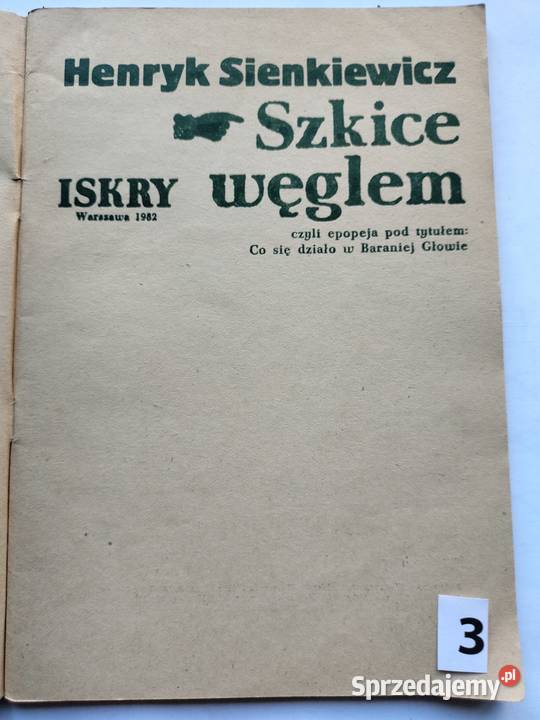 Henryk Sienkiewicz
Szkice
węglem
ISKRY
Warszawa 1982
czyli epopeja pod tytułem:
Co się działo w Baraniej Głowie
3
Sprzedajemy.pl